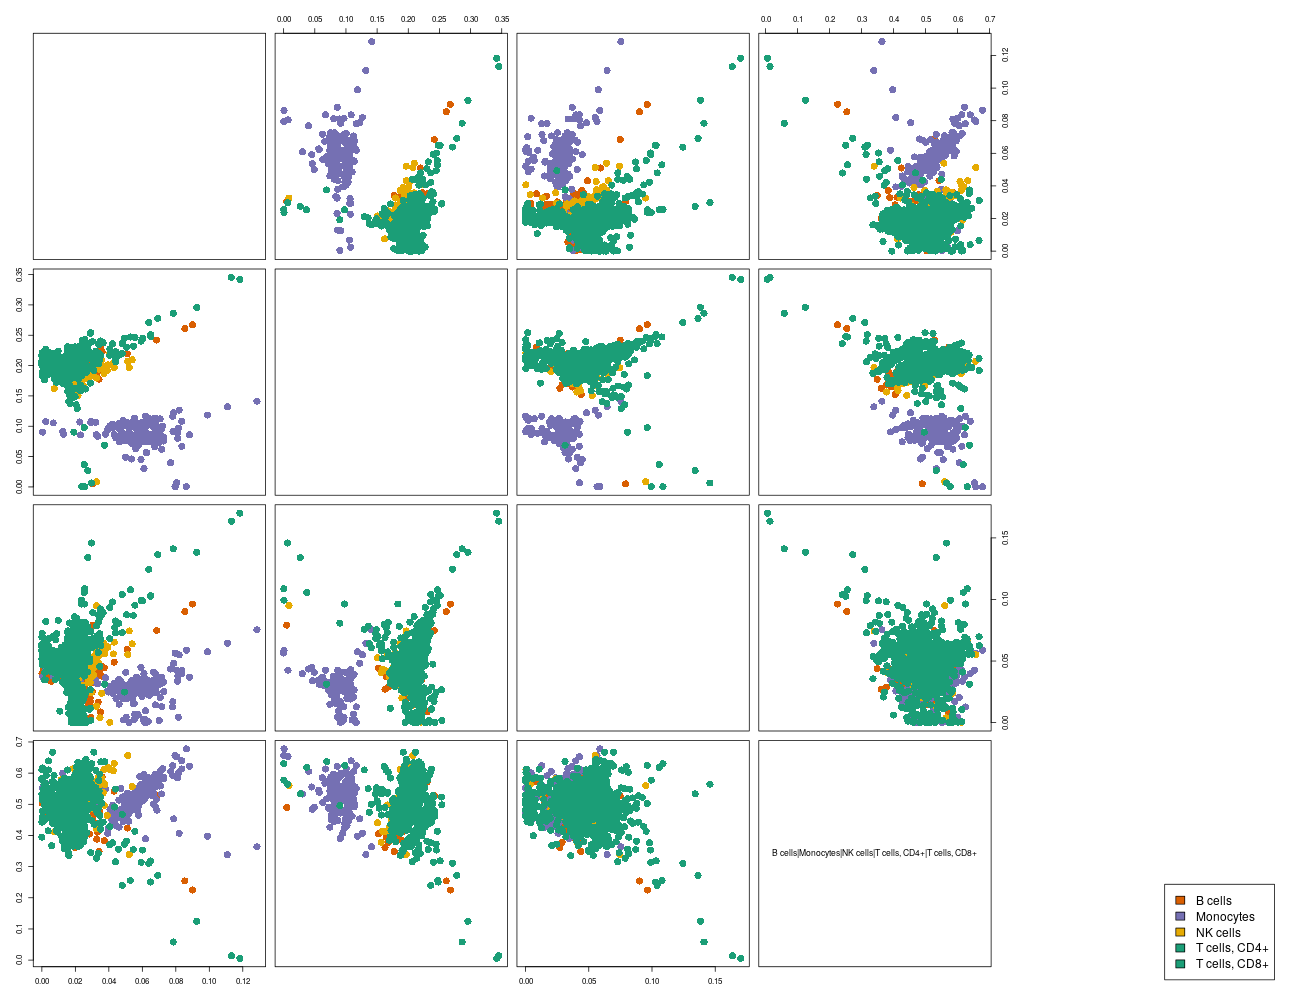 0.00 0.05 0.10 0.15 0.20 0.25 0.30 0.35
0.0 0.1 0.2 0.3 0.4 0.5 0.6 0.7
0.00 0.02 0.04 0.06 0.08 0.10 0.12
0.00 0.05 0.10 0.15 0.20 0.25 0.30 0.35
0.00 0.05 0.10 0.15
0.0 0.1 0.2 0.3 0.4 0.5 0.6 0.7
B cells|Monocytes|NK cells|T cells, CD4+|T cells, CD8+
0.00 0.02 0.04 0.06 0.08 0.10 0.12
0.00 0.05 0.10 0.15
B cells
Monocytes
NK cells
T cells, CD4+
T cells, CD8+